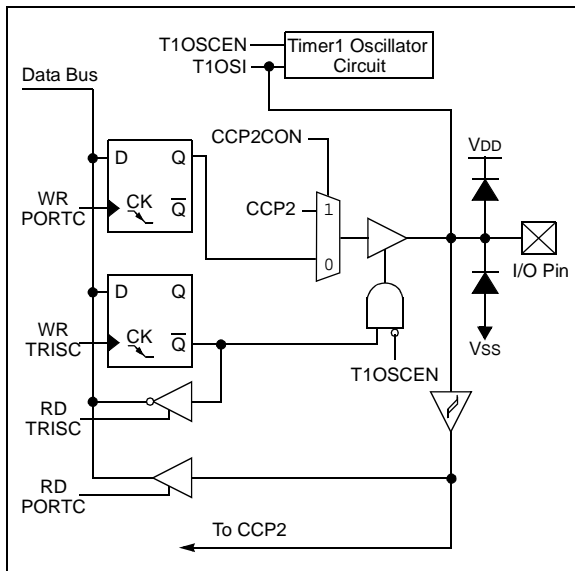 T1OSCEN
Timer1 Oscillator
Circuit
T1OSI
Data Bus
CCP2CON
VDD
D Q
WR
PORTC
CK
Q
CCP2
1
0
I/O Pin
D Q
WR
TRISC
CK
Q
VSS
T1OSCEN
RD
TRISC
RD
PORTC
To CCP2